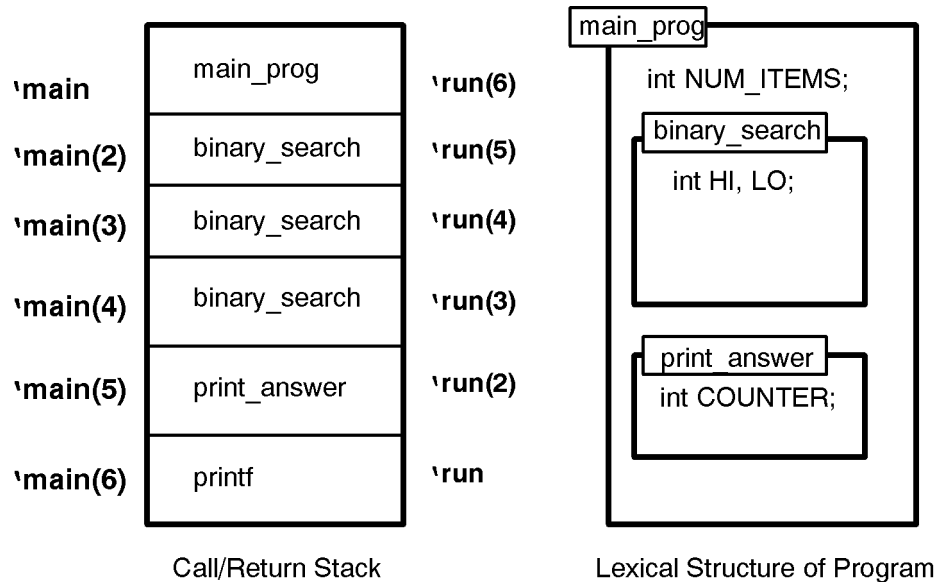 ‵main main_prog ‵run(6)
‵main(2) binary_search ‵run(5)
‵main(3) binary_search ‵run(4)
‵main(4) binary_search ‵run(3)
‵main(5) print_answer ‵run(2)
‵main(6) printf ‵run
Call/Return Stack
main_prog
int NUM_ITEMS;
binary_search
int HI, LO;
print_answer
int COUNTER;
Lexical Structure of Program